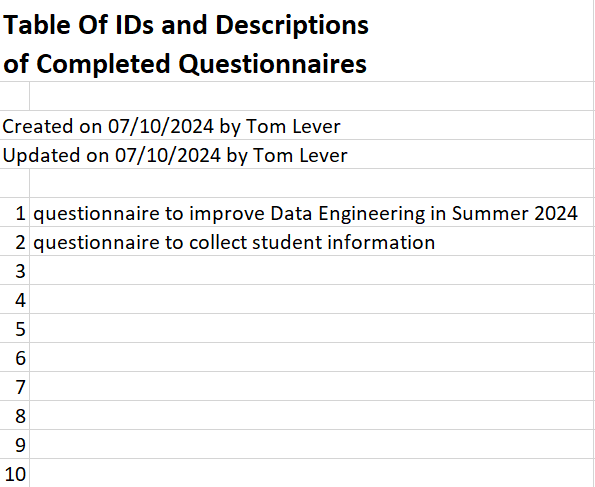 Table Of IDs and Descriptions
of Completed Questionnaires
Created on 07/10/2024 by Tom Lever
Updated on 07/10/2024 by Tom Lever
1 questionnaire to improve Data Engineering in Summer 2024
2 questionnaire to collect student information
3
4
5
6
7
8
9
10